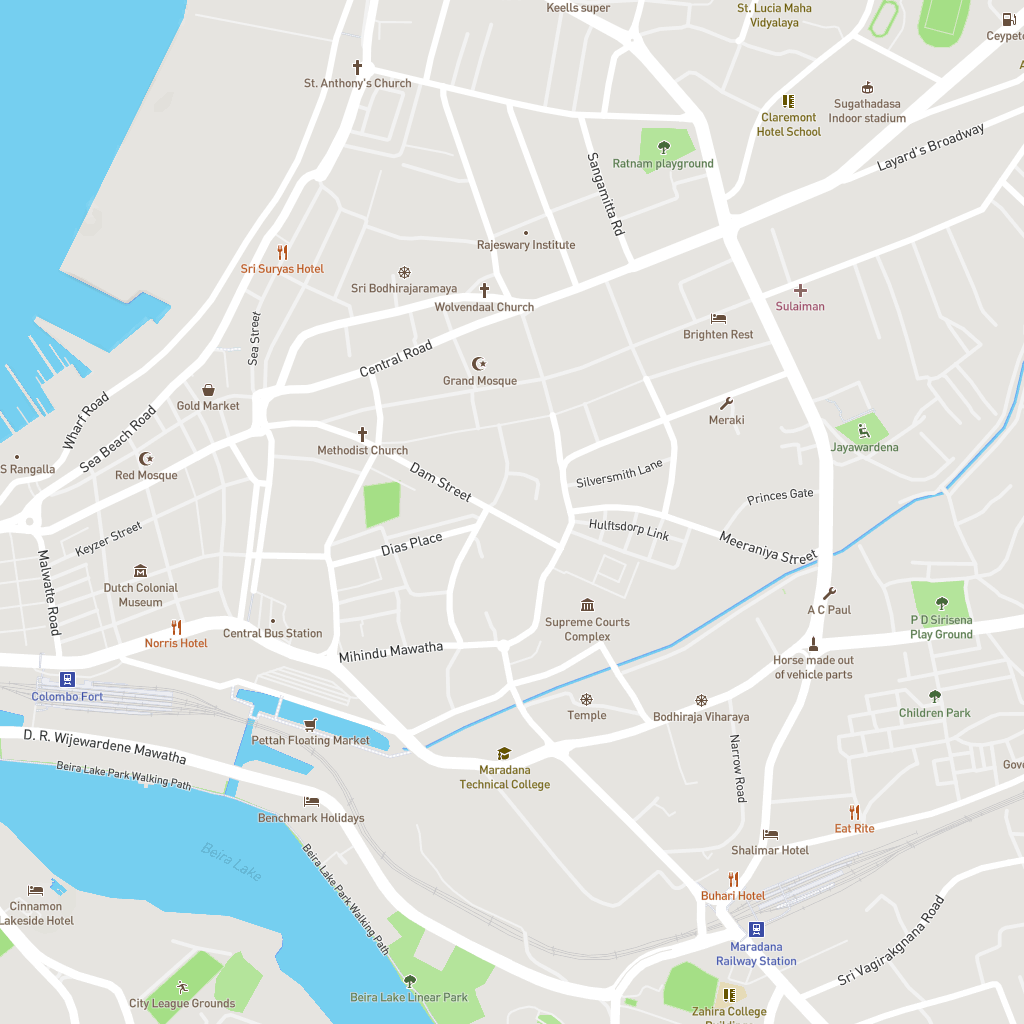 Keells super
St. Lucia Maha
Vidyalaya
St. Anthony's Church
Sugathadasa
Indoor stadium
Claremont
Hotel School
Layard's Broadway
Ratnam playground
Sangamitta Rd
Rajeswary Institute
Sri Suryas Hotel
Sri Bodhirajaramaya
Wolvendaal Church
Sulaiman
Sea Street
Brighten Rest
Central Road
Grand Mosque
Gold Market
Wharf Road
Sea Beach Road
Meraki
Methodist Church
Jayawardena
S Rangalla
Red Mosque
Dam Street
Silversmith Lane
Princes Gate
Keyzer Street
Hulftsdorp Link
Dias Place
Meeraniya Street
Malwatte Road
Dutch Colonial
Museum
A C Paul
Supreme Courts
Complex
P D Sirisena
Play Ground
Norris Hotel
Central Bus Station
Mihindu Mawatha
Horse made out
of vehicle parts
Colombo Fort
Temple
Bodhiraja Viharaya
Children Park
D. R. Wijewardene Mawatha
Pettah Floating Market
Narrow Road
Maradana
Technical College
Beira Lake Park Walking Path
Benchmark Holidays
Eat Rite
Shalimar Hotel
Beira Lake
Beira Lake Park Walking Path
Cinnamon
Lakeside Hotel
Buhari Hotel
Maradana
Railway Station
Sri Vagirakgnana Road
City League Grounds
Beira Lake Linear Park
Zahira College